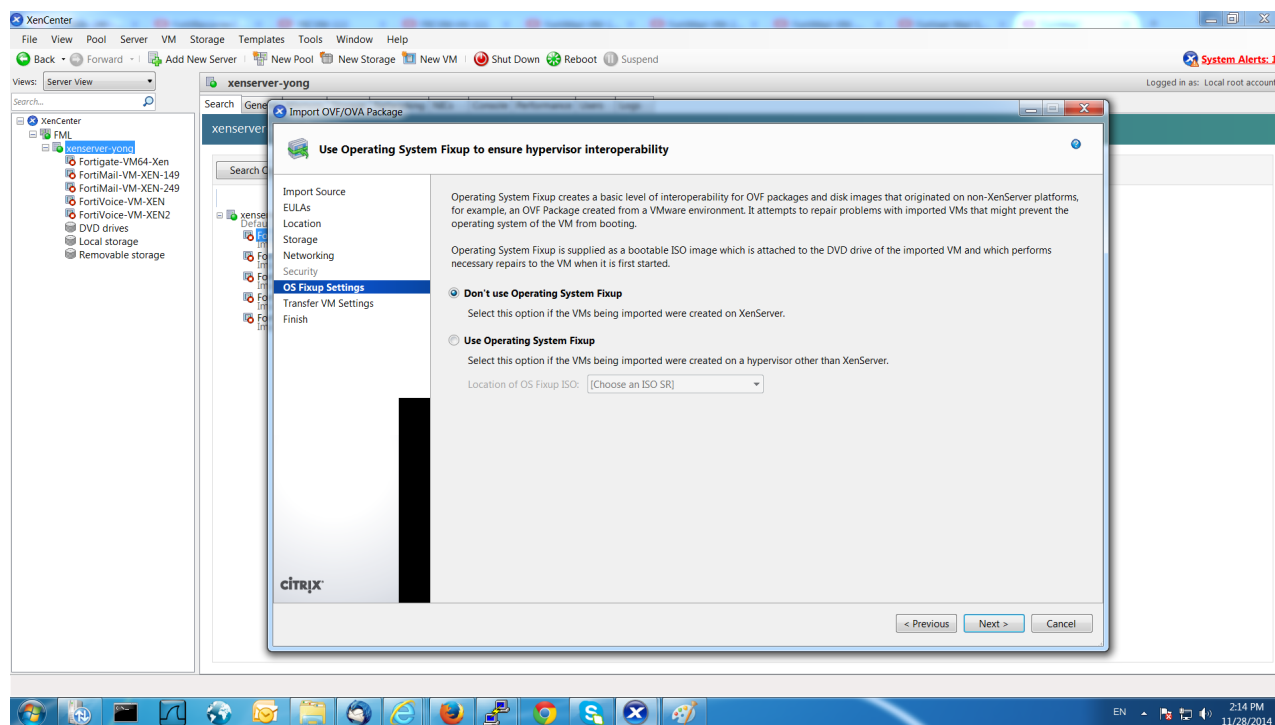 XenCenter
File View Pool Server VM Storage Templates Tools Window Help
Back Forward Add New Server New Pool New Storage New VM Shut Down Reboot Suspend
System Alerts: 1
Views: Server View
xenserver-yong
Logged in as: Local root account
Search...
Search
XenCenter
FML
xenserver-yong
Fortigate-VM64-Xen
FortiMail-VM-XEN-149
FortiMail-VM-XEN-249
FortiVoice-VM-XEN
FortiVoice-VM-XEN2
DVD drives
Local storage
Removable storage
xenserver
Search
Import OVF/OVA Package
Use Operating System Fixup to ensure hypervisor interoperability
Import Source
EULAs
Location
Storage
Networking
Security
OS Fixup Settings
Transfer VM Settings
Finish
Operating System Fixup creates a basic level of interoperability for OVF packages and disk images that originated on non-XenServer platforms,
for example, an OVF Package created from a VMware environment. It attempts to repair problems with imported VMs that might prevent the
operating system of the VM from booting.
Operating System Fixup is supplied as a bootable ISO image which is attached to the DVD drive of the imported VM and which performs
necessary repairs to the VM when it is first started.
Don't use Operating System Fixup
Select this option if the VMs being imported were created on XenServer.
Use Operating System Fixup
Select this option if the VMs being imported were created on a hypervisor other than XenServer.
Location of OS Fixup ISO: [Choose an ISO SR]
CITRIX
< Previous Next > Cancel
EN
2:14 PM
11/28/2014